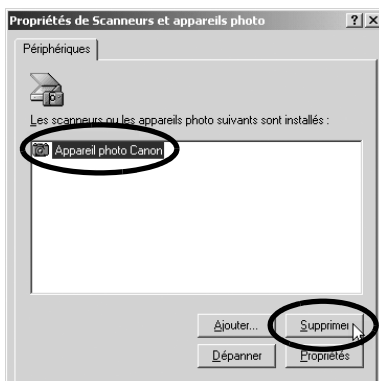 Propriétés de Scanneurs et appareils photo
Périphériques
Les scanneurs ou les appareils photo suivants sont installés :
Appareil photo Canon
Ajouter... Supprimer
Dépanner Propriétés